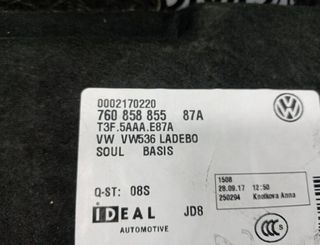 0002170220
760 858 855 87A
T3F.5AAA.E87A
VW VW536 LADEBO
SOUL BASIS
1508
28.09.17 12:50
250294 Knotkova Anna
Q-ST: 08S
IDEAL JD8
AUTOMOTIVE